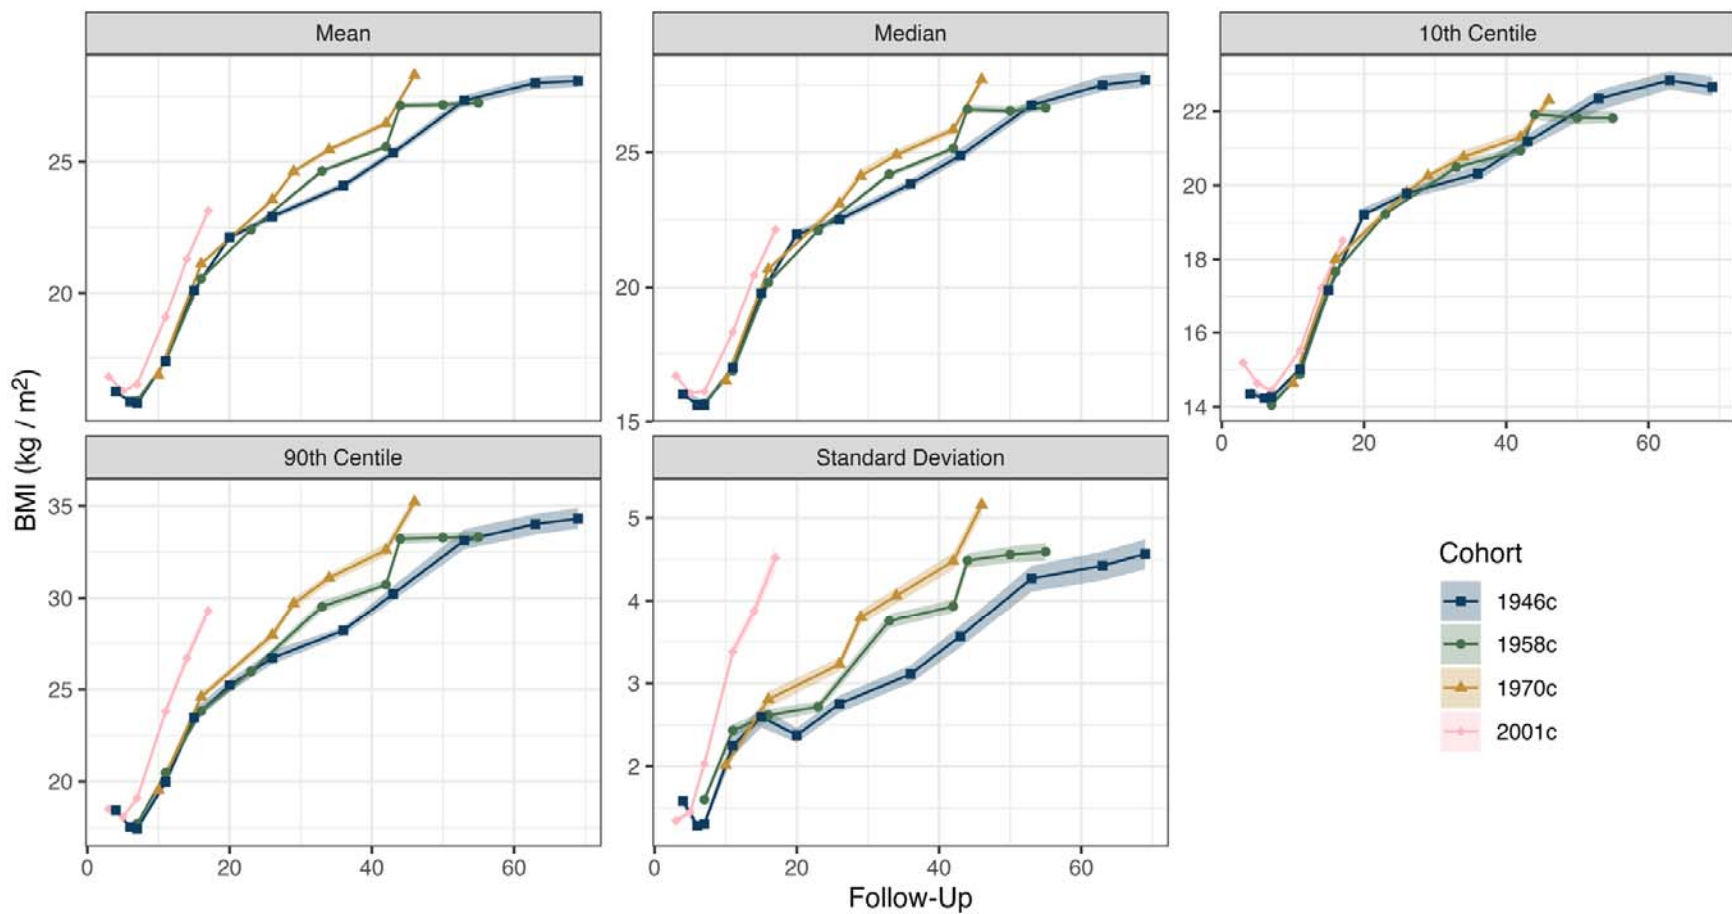 Mean
Median
10th Centile
25
20
25
20
15
22
20
18
16
14
0 20 40 60
90th Centile
Standard Deviation
35
30
25
20
5
4
3
2
0 20 40 60
0 20 40 60
BMI (kg / m²)
Follow-Up
Cohort
1946c
1958c
1970c
2001c